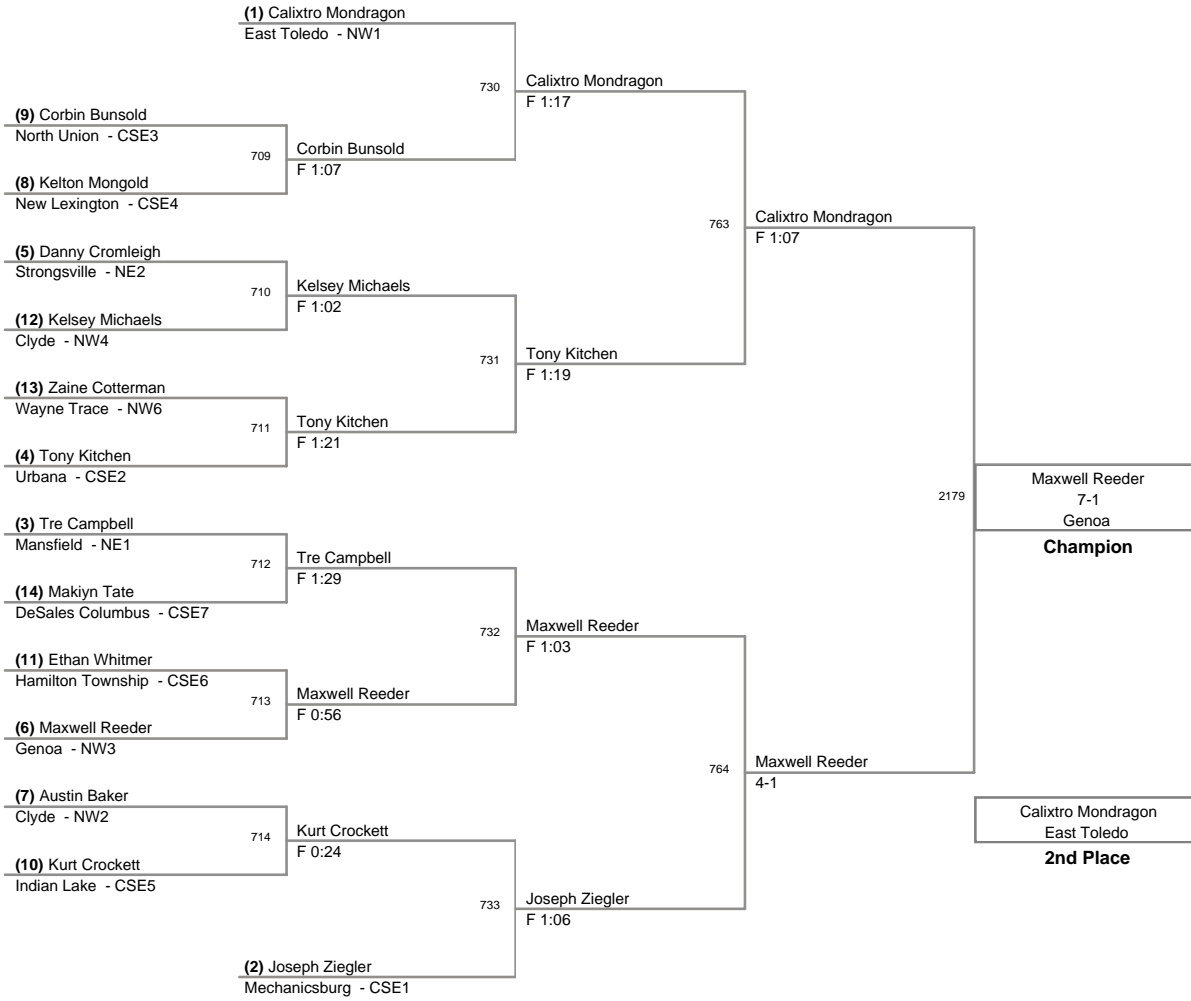 (1) Calixtro Mondragon
East Toledo - NW1
730
Calixtro Mondragon
F 1:17
(9) Corbin Bunsold
North Union - CSE3
709
Corbin Bunsold
F 1:07
(8) Kelton Mongold
New Lexington - CSE4
763
Calixtro Mondragon
F 1:07
(5) Danny Cromleigh
Strongsville - NE2
710
Kelsey Michaels
F 1:02
(12) Kelsey Michaels
Clyde - NW4
731
Tony Kitchen
F 1:19
(13) Zaine Cotterman
Wayne Trace - NW6
711
Tony Kitchen
F 1:21
(4) Tony Kitchen
Urbana - CSE2
2179
Maxwell Reeder
7-1
Genoa
Champion
(3) Tre Campbell
Mansfield - NE1
712
Tre Campbell
F 1:29
(14) Makiyn Tate
DeSales Columbus - CSE7
732
Maxwell Reeder
F 1:03
(11) Ethan Whitmer
Hamilton Township - CSE6
713
Maxwell Reeder
F 0:56
(6) Maxwell Reeder
Genoa - NW3
764
Maxwell Reeder
4-1
(7) Austin Baker
Clyde - NW2
714
Kurt Crockett
F 0:24
(10) Kurt Crockett
Indian Lake - CSE5
Calixtro Mondragon
East Toledo
2nd Place
733
Joseph Ziegler
F 1:06
(2) Joseph Ziegler
Mechanicsburg - CSE1